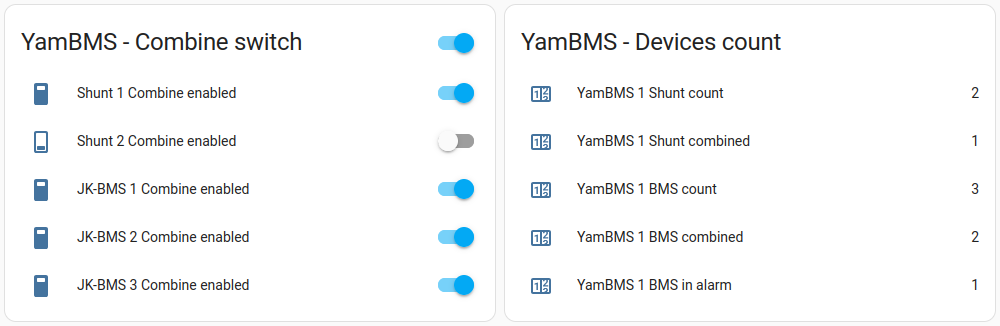 YamBMS - Combine switch
Shunt 1 Combine enabled
Shunt 2 Combine enabled
JK-BMS 1 Combine enabled
JK-BMS 2 Combine enabled
JK-BMS 3 Combine enabled
YamBMS - Devices count
YamBMS 1 Shunt count 2
YamBMS 1 Shunt combined 1
YamBMS 1 BMS count 3
YamBMS 1 BMS combined 2
YamBMS 1 BMS in alarm 1